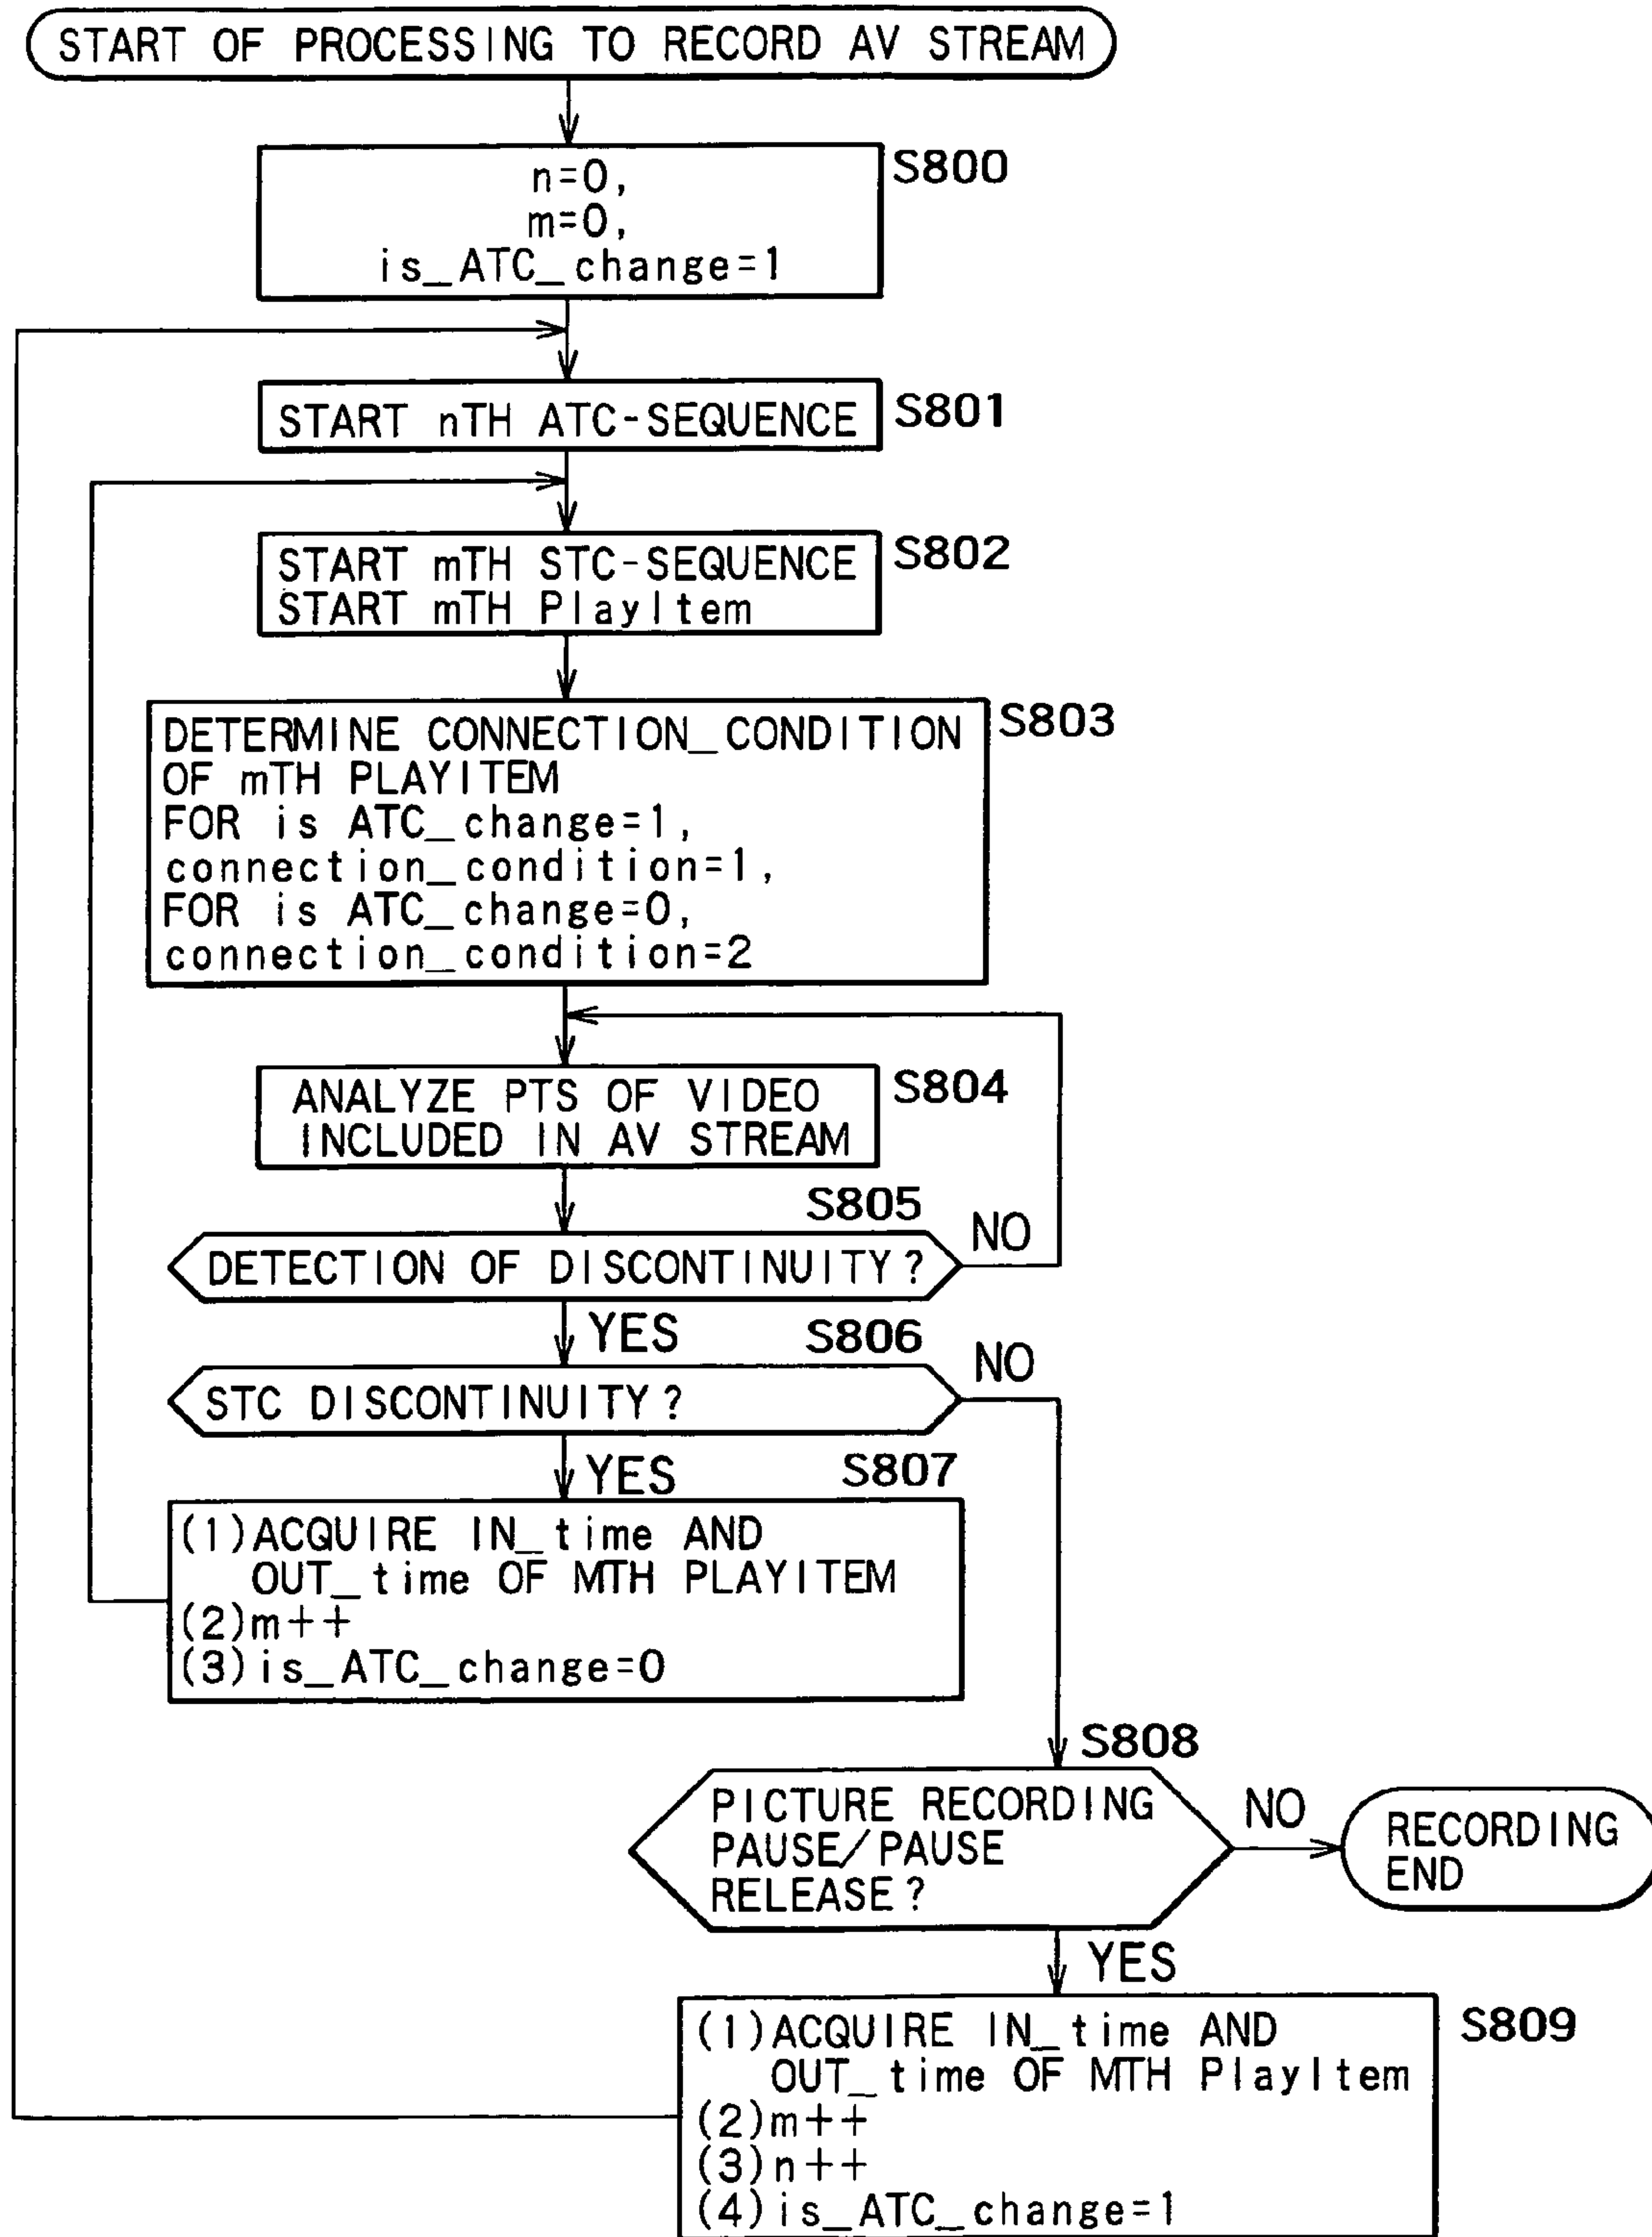 START OF PROCESSING TO RECORD AV STREAM
S800
n=0,
m=0,
is_ATC_change=1
START nTH ATC-SEQUENCE
S801
START mTH STC-SEQUENCE
START mTH PlayItem
S802
DETERMINE CONNECTION_CONDITION
OF mTH PLAYITEM
FOR is ATC_change=1,
connection_condition=1,
FOR is ATC_change=0,
connection_condition=2
S803
ANALYZE PTS OF VIDEO
INCLUDED IN AV STREAM
S804
S805
DETECTION OF DISCONTINUITY?
NO
YES
S806
STC DISCONTINUITY?
NO
YES
S807
(1)ACQUIRE IN_time AND
OUT_time OF MTH PLAYITEM
(2)m++
(3)is_ATC_change=0
S808
PICTURE RECORDING
PAUSE/PAUSE
RELEASE?
NO
RECORDING
END
YES
S809
(1)ACQUIRE IN_time AND
OUT_time OF MTH PlayItem
(2)m++
(3)n++
(4)is_ATC_change=1